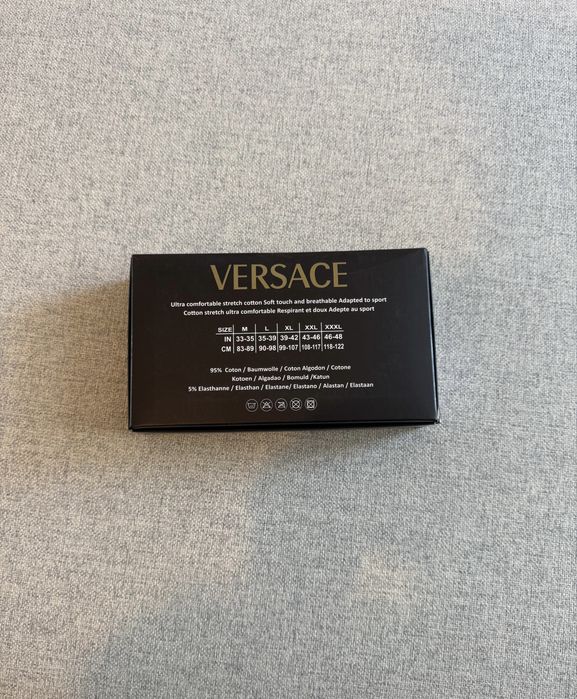 VERSACE
Ultra comfortable stretch cotton Soft touch and breathable Adapted to sport
Cotton stretch ultra comfortable Respirant et doux Adepte au sport
SIZE M L XL XXL XXXL
IN 33-35 35-39 39-42 43-46 46-48
CM 83-89 90-98 99-107 108-117 118-122
95% Coton / Baumwolle / Coton Algodon / Cotone
Kotoen / Algadao / Bomuid /Katun
5% Elasthanne / Elasthan / Elastane/ Elastano / Alastan / Elastaan